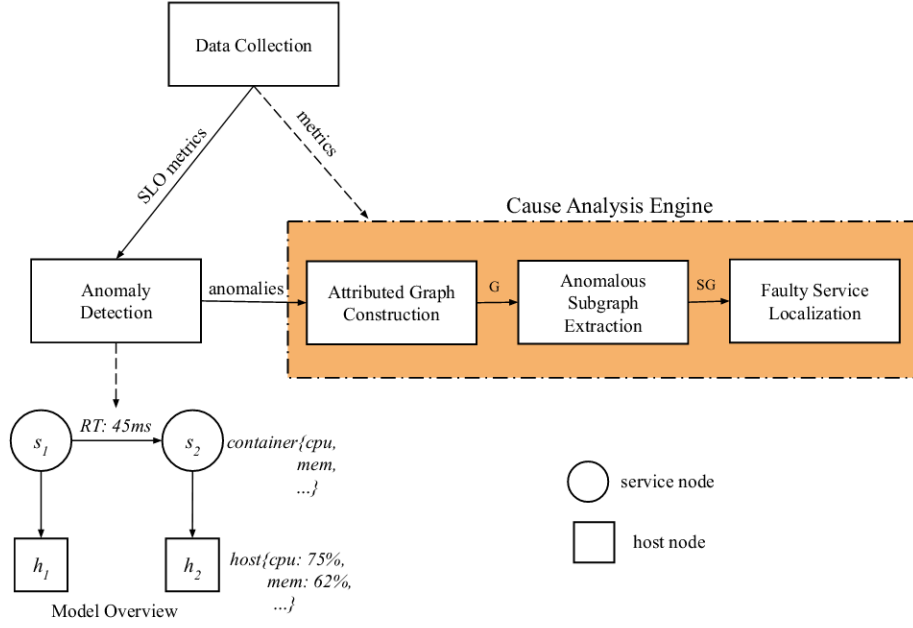 Data Collection
SLO metrics
metrics
Cause Analysis Engine
Anomaly
Detection
anomalies
Attributed Graph
Construction
G
Anomalous
Subgraph
Extraction
SG
Faulty Service
Localization
s1
RT: 45ms
s2
container{cpu,
mem,
...}
service node
h1
h2
host{cpu: 75%,
mem: 62%,
...}
host node
Model Overview